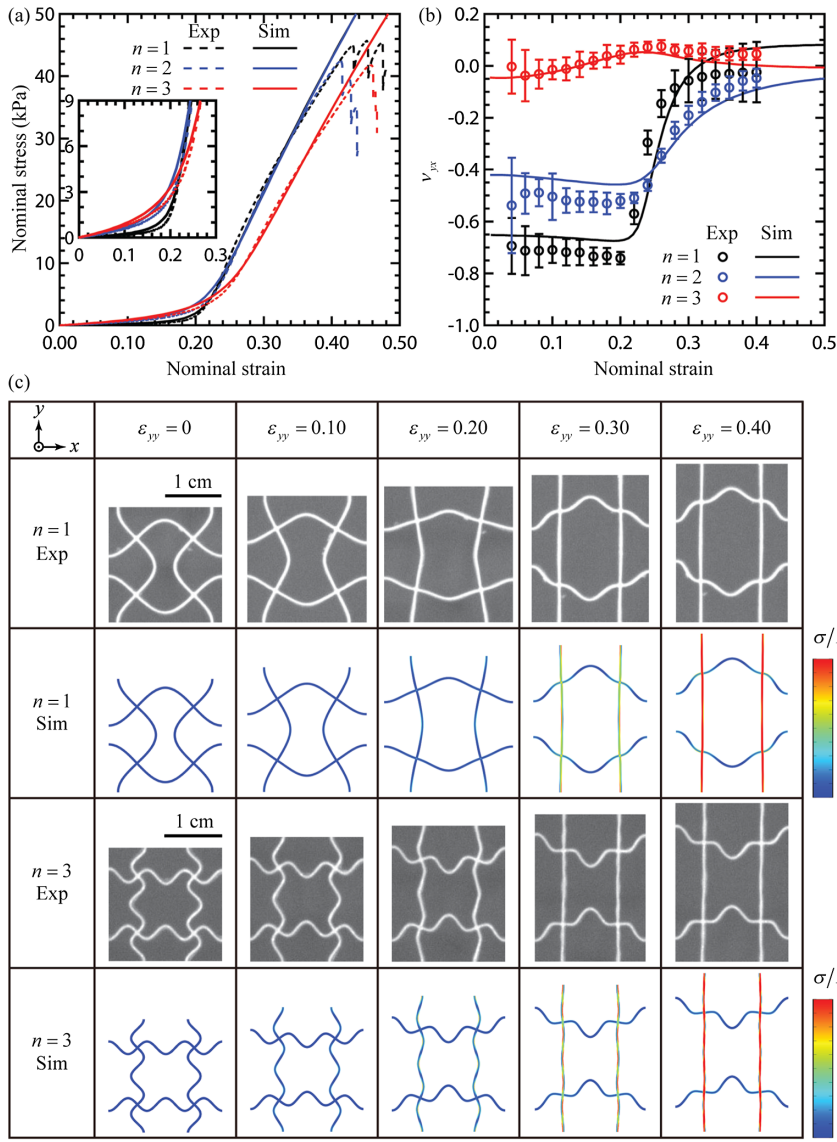 (a)
Exp Sim
n = 1
n = 2
n = 3
Nominal stress (kPa)
50
40
30
20
10
0
9
6
3
0
0 0.1 0.2 0.3
0.00 0.10 0.20 0.30 0.40 0.50
Nominal strain
(b)
ν_yx
0.2
0.0
-0.2
-0.4
-0.6
-0.8
-1.0
Exp Sim
n = 1
n = 2
n = 3
0.0 0.1 0.2 0.3 0.4 0.5
Nominal strain
(c)
y
x
ε_yy = 0
ε_yy = 0.10
ε_yy = 0.20
ε_yy = 0.30
ε_yy = 0.40
n = 1
Exp
1 cm
n = 1
Sim
σ/
n = 3
Exp
1 cm
n = 3
Sim
σ/